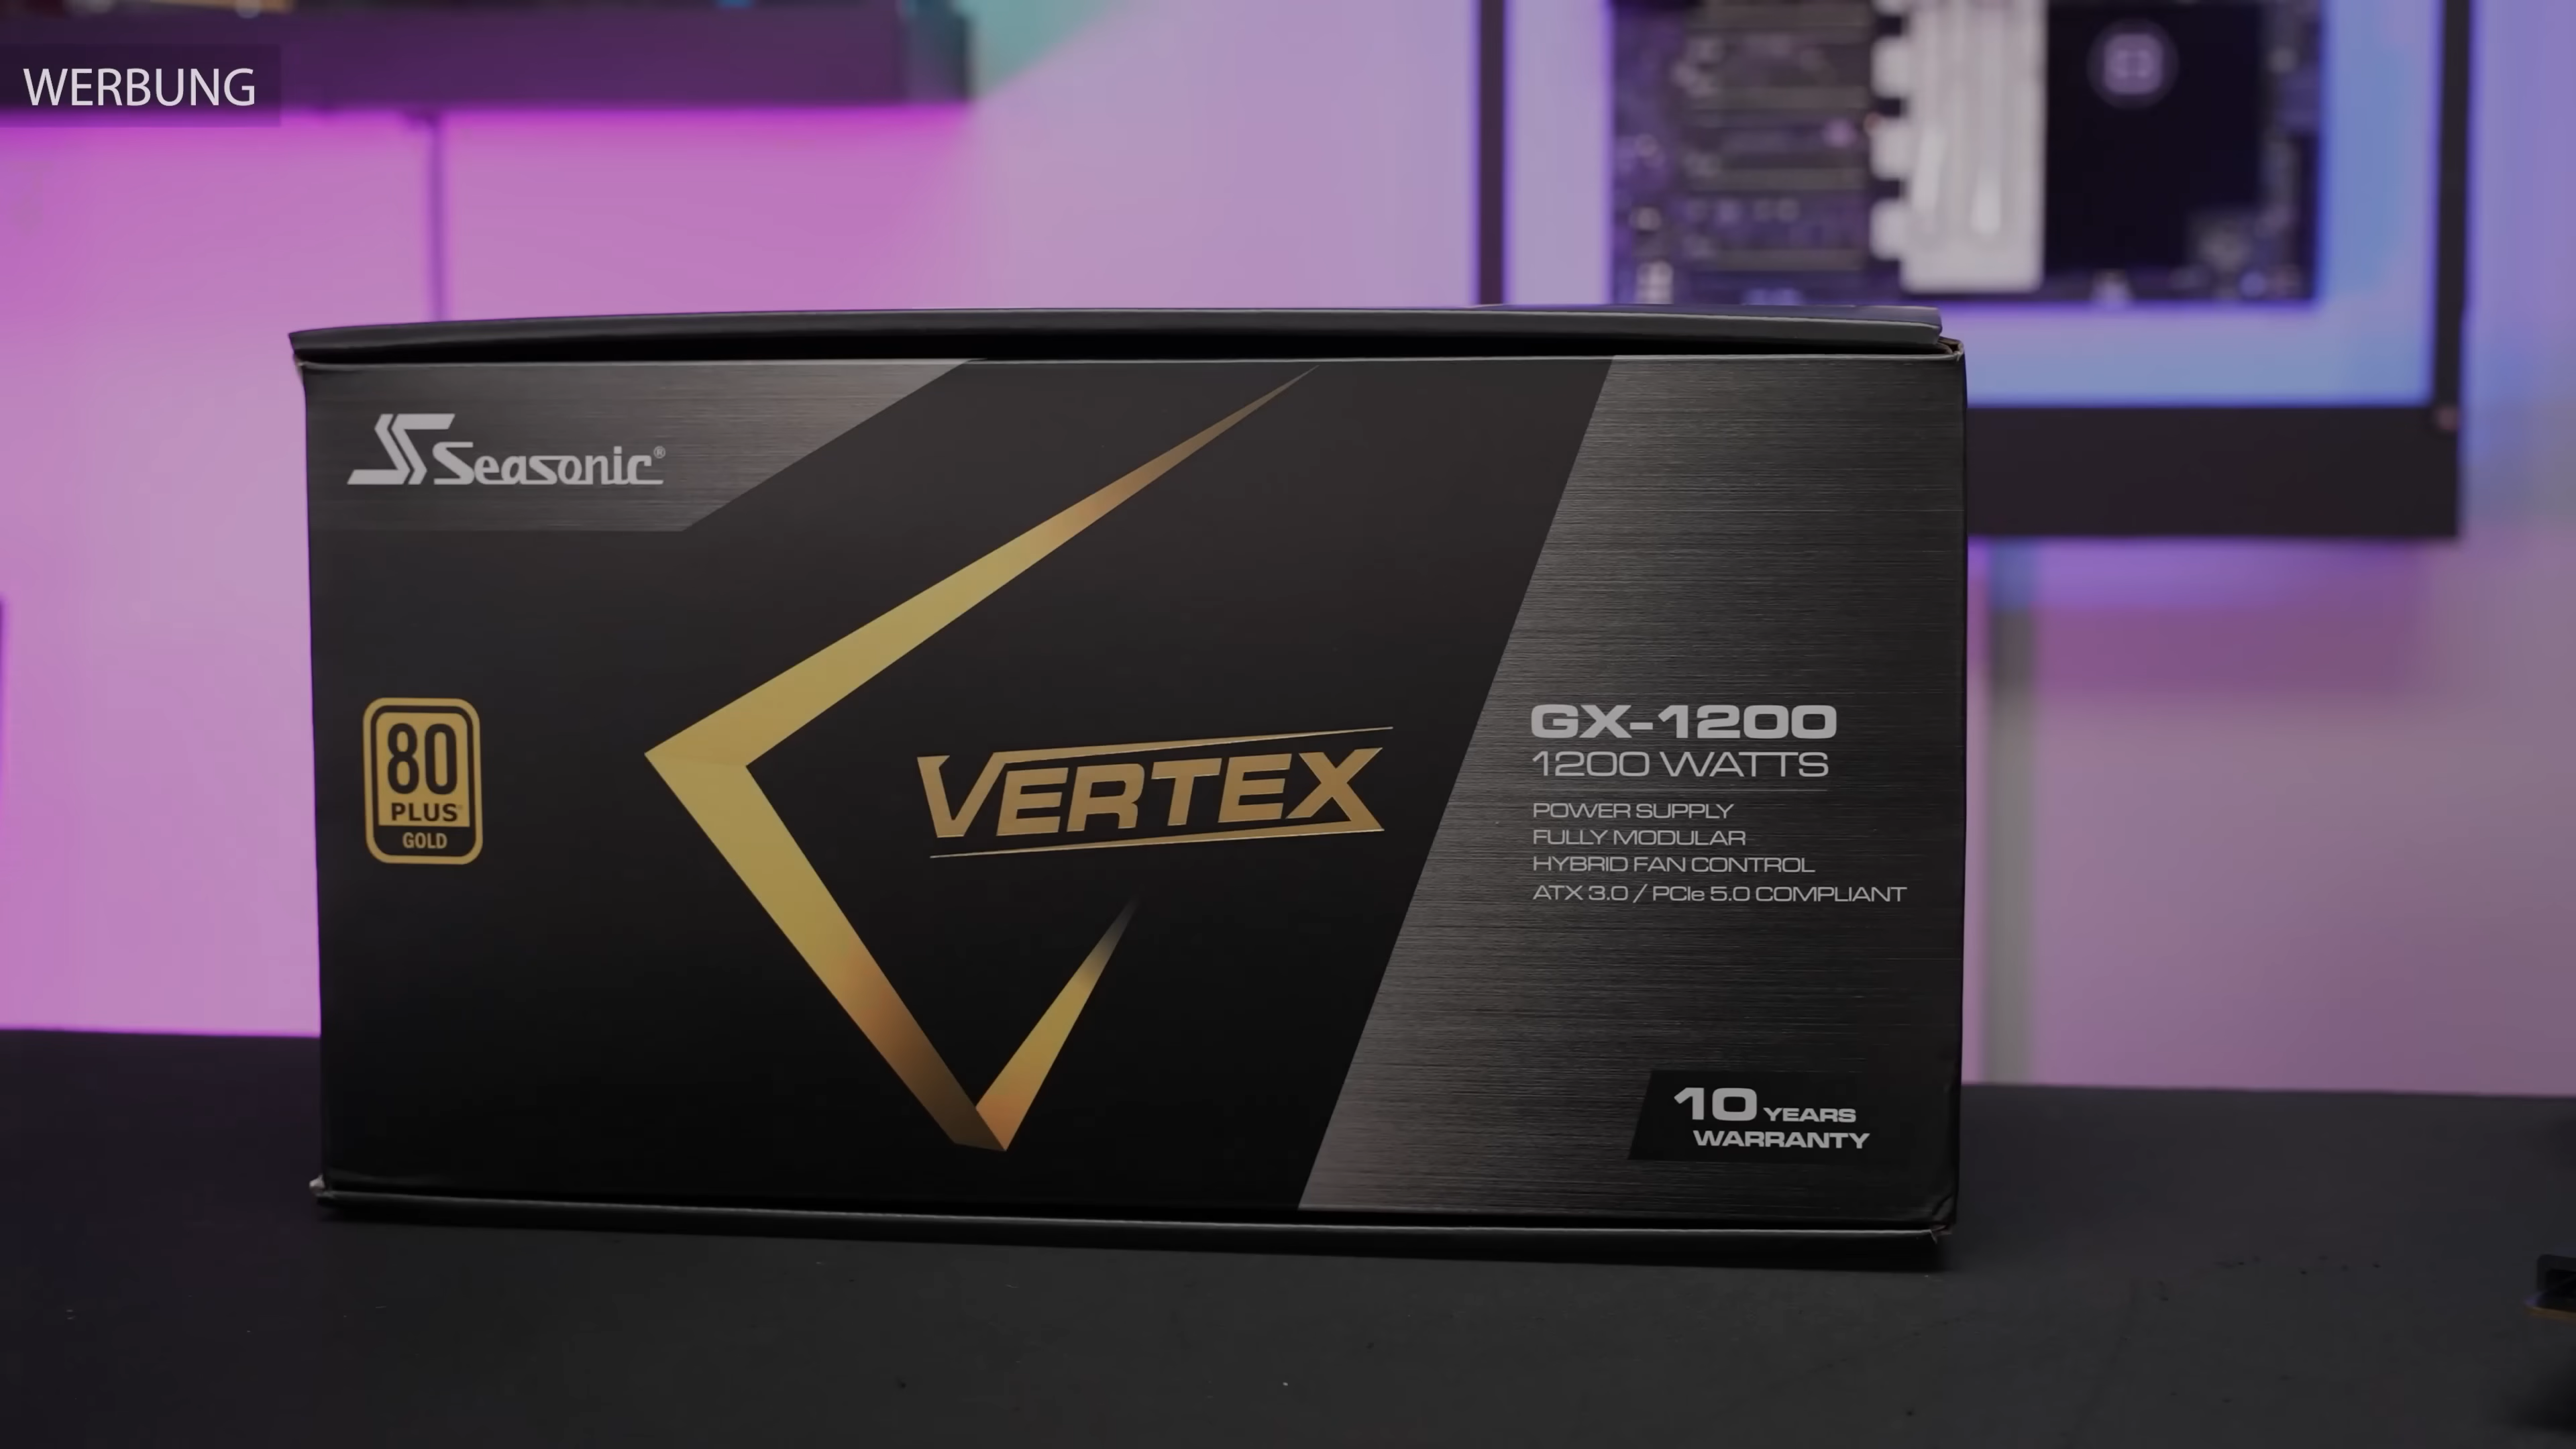 WERBUNG
Seasonic®
80
PLUS
GOLD
VERTEX
GX-1200
1200 WATTS
POWER SUPPLY
FULLY MODULAR
HYBRID FAN CONTROL
ATX 3.0 / PCIe 5.0 COMPLIANT
10 YEARS
WARRANTY